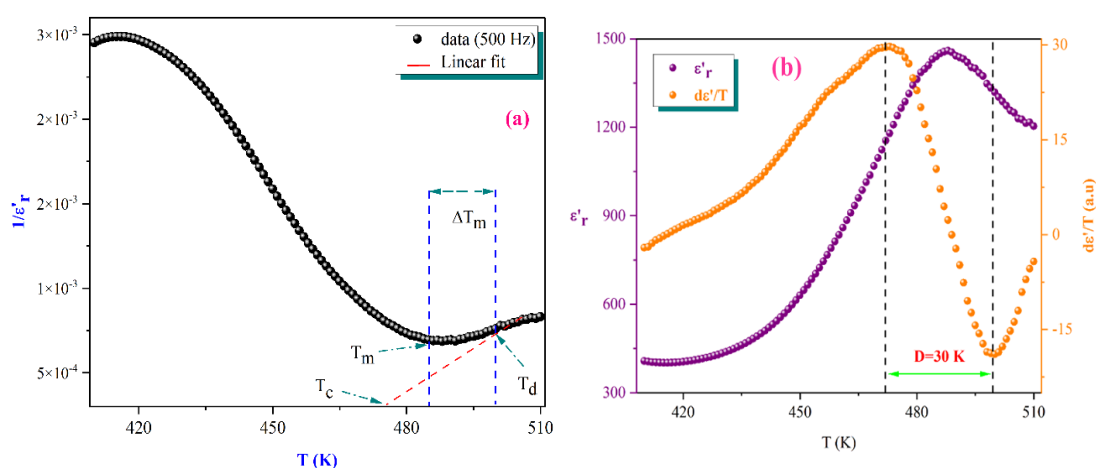 3×10⁻³
2×10⁻³
2×10⁻³
1×10⁻³
5×10⁻⁴
1/ε'r
data (500 Hz)
Linear fit
(a)
ΔTm
Tm
Tc
Td
420 450 480 510
T (K)
1500
1200
900
600
300
ε'r
ε'r
dε'/T
(b)
D=30 K
30
15
0
-15
dε'/T (a.u)
420 450 480 510
T (K)